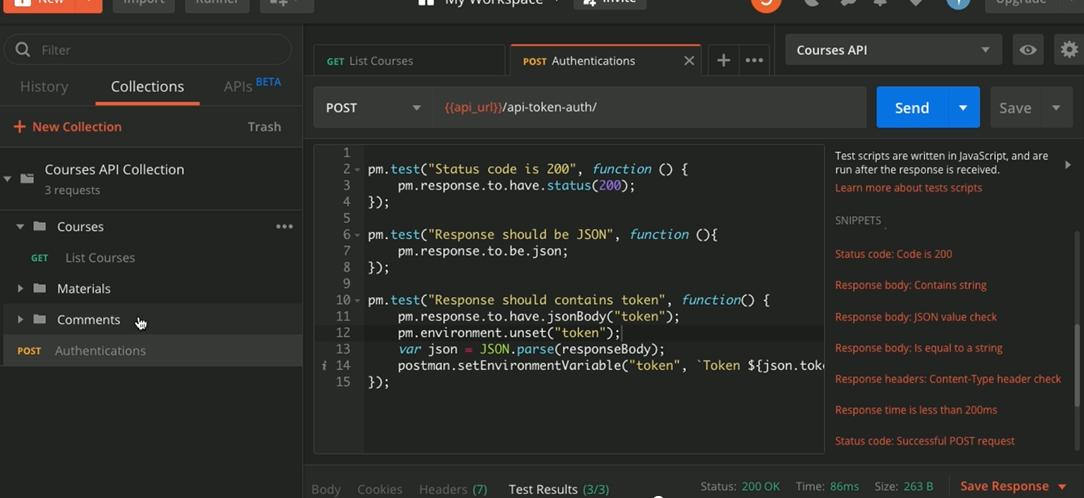 New Import Runner My Workspace Invite Upgrade
Filter
History Collections APIs BETA
+ New Collection Trash
Courses API Collection
3 requests
Courses •••
GET List Courses
Materials
Comments
POST Authentications
GET List Courses POST Authentications × + ••• Courses API
POST {{api_url}}/api-token-auth/ Send Save
1
2 pm.test("Status code is 200", function () {
3 pm.response.to.have.status(200);
4 });
5
6 pm.test("Response should be JSON", function (){
7 pm.response.to.be.json;
8 });
9
10 pm.test("Response should contains token", function() {
11 pm.response.to.have.jsonBody("token");
12 pm.environment.unset("token");
13 var json = JSON.parse(responseBody);
i 14 postman.setEnvironmentVariable("token", `Token ${json.tok
15 });
Test scripts are written in JavaScript, and are
run after the response is received.
Learn more about tests scripts
SNIPPETS
Status code: Code is 200
Response body: Contains string
Response body: JSON value check
Response body: Is equal to a string
Response headers: Content-Type header check
Response time is less than 200ms
Status code: Successful POST request
Body Cookies Headers (7) Test Results (3/3) Status: 200 OK Time: 86ms Size: 263 B Save Response